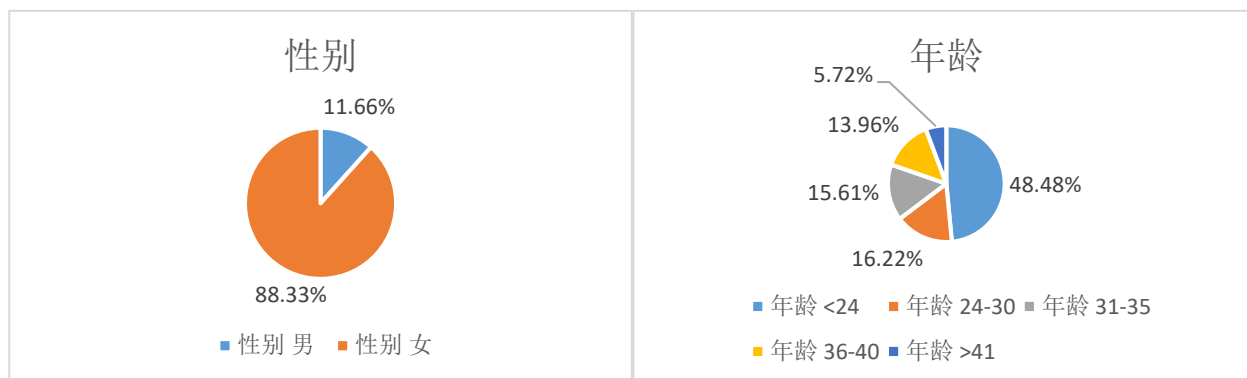 性别
11.66%
88.33%
性别 男 性别 女
年龄
5.72%
13.96%
48.48%
15.61%
16.22%
年龄 <24 年龄 24-30 年龄 31-35
年龄 36-40 年龄 >41